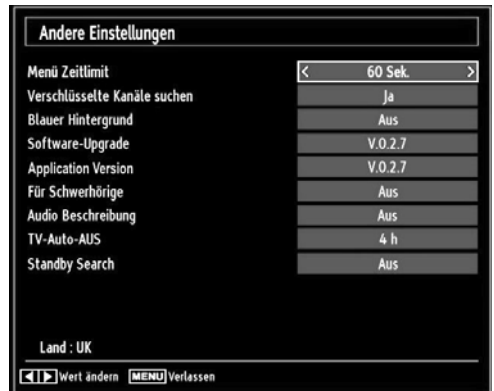 Andere Einstellungen
Menü Zeitlimit < 60 Sek. >
Verschlüsselte Kanäle suchen Ja
Blauer Hintergrund Aus
Software-Upgrade V.0.2.7
Application Version V.0.2.7
Für Schwerhörige Aus
Audio Beschreibung Aus
TV-Auto-AUS 4 h
Standby Search Aus
Land : UK
Wert ändern MENU Verlassen